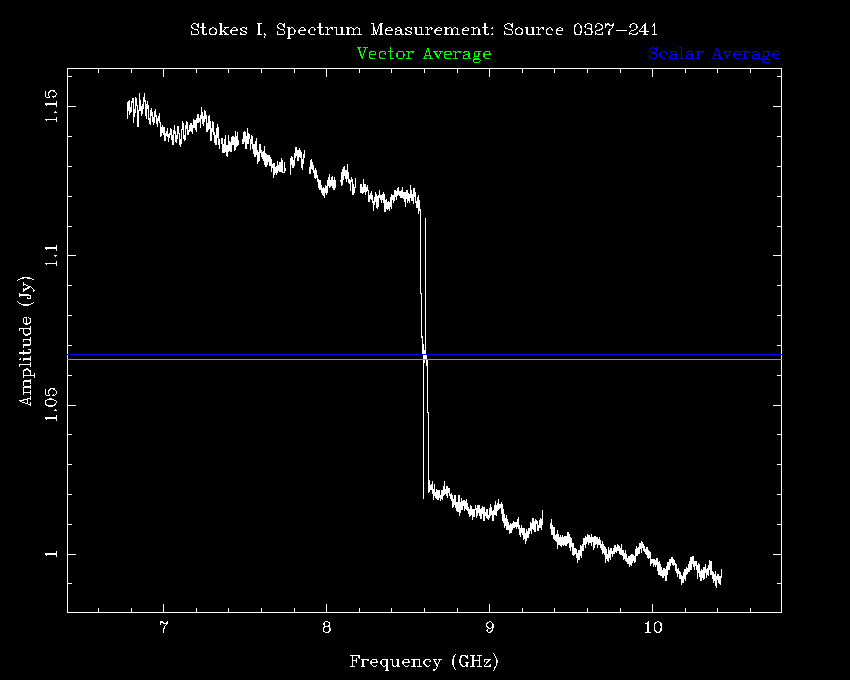 Stokes I, Spectrum Measurement: Source 0327−241
Vector Average Scalar Average
1.15
1.1
1.05
1
Amplitude (Jy)
7 8 9 10
Frequency (GHz)